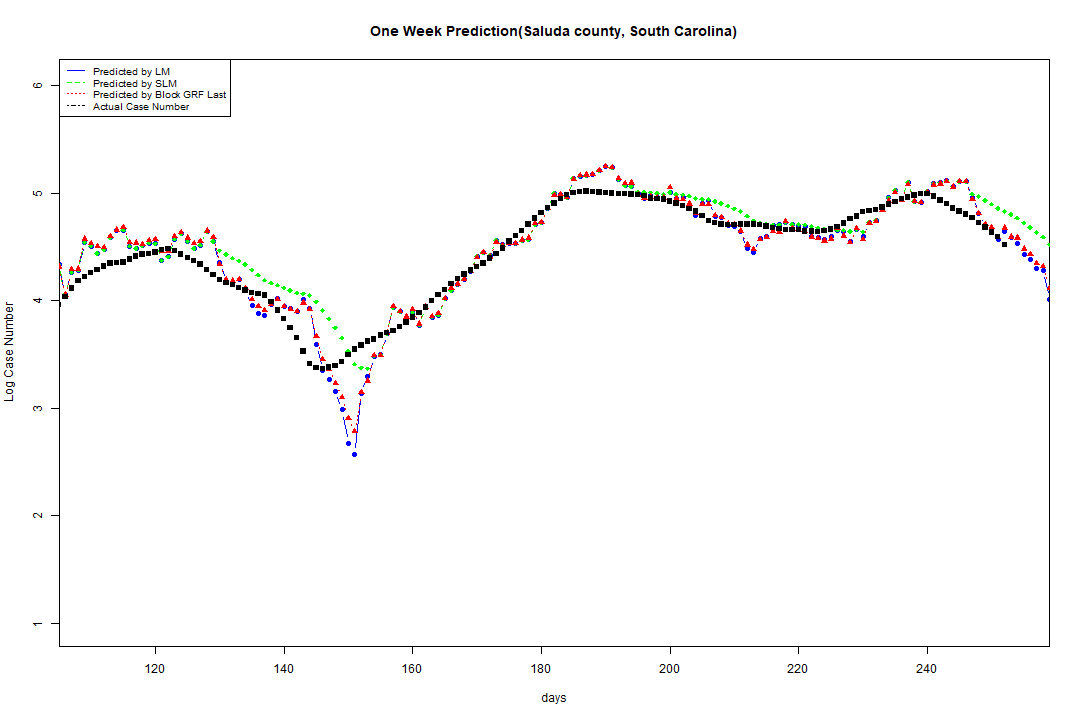 One Week Prediction(Saluda county, South Carolina)
Predicted by LM
Predicted by SLM
Predicted by Block GRF Last
Actual Case Number
6
5
4
3
2
1
Log Case Number
120 140 160 180 200 220 240
days